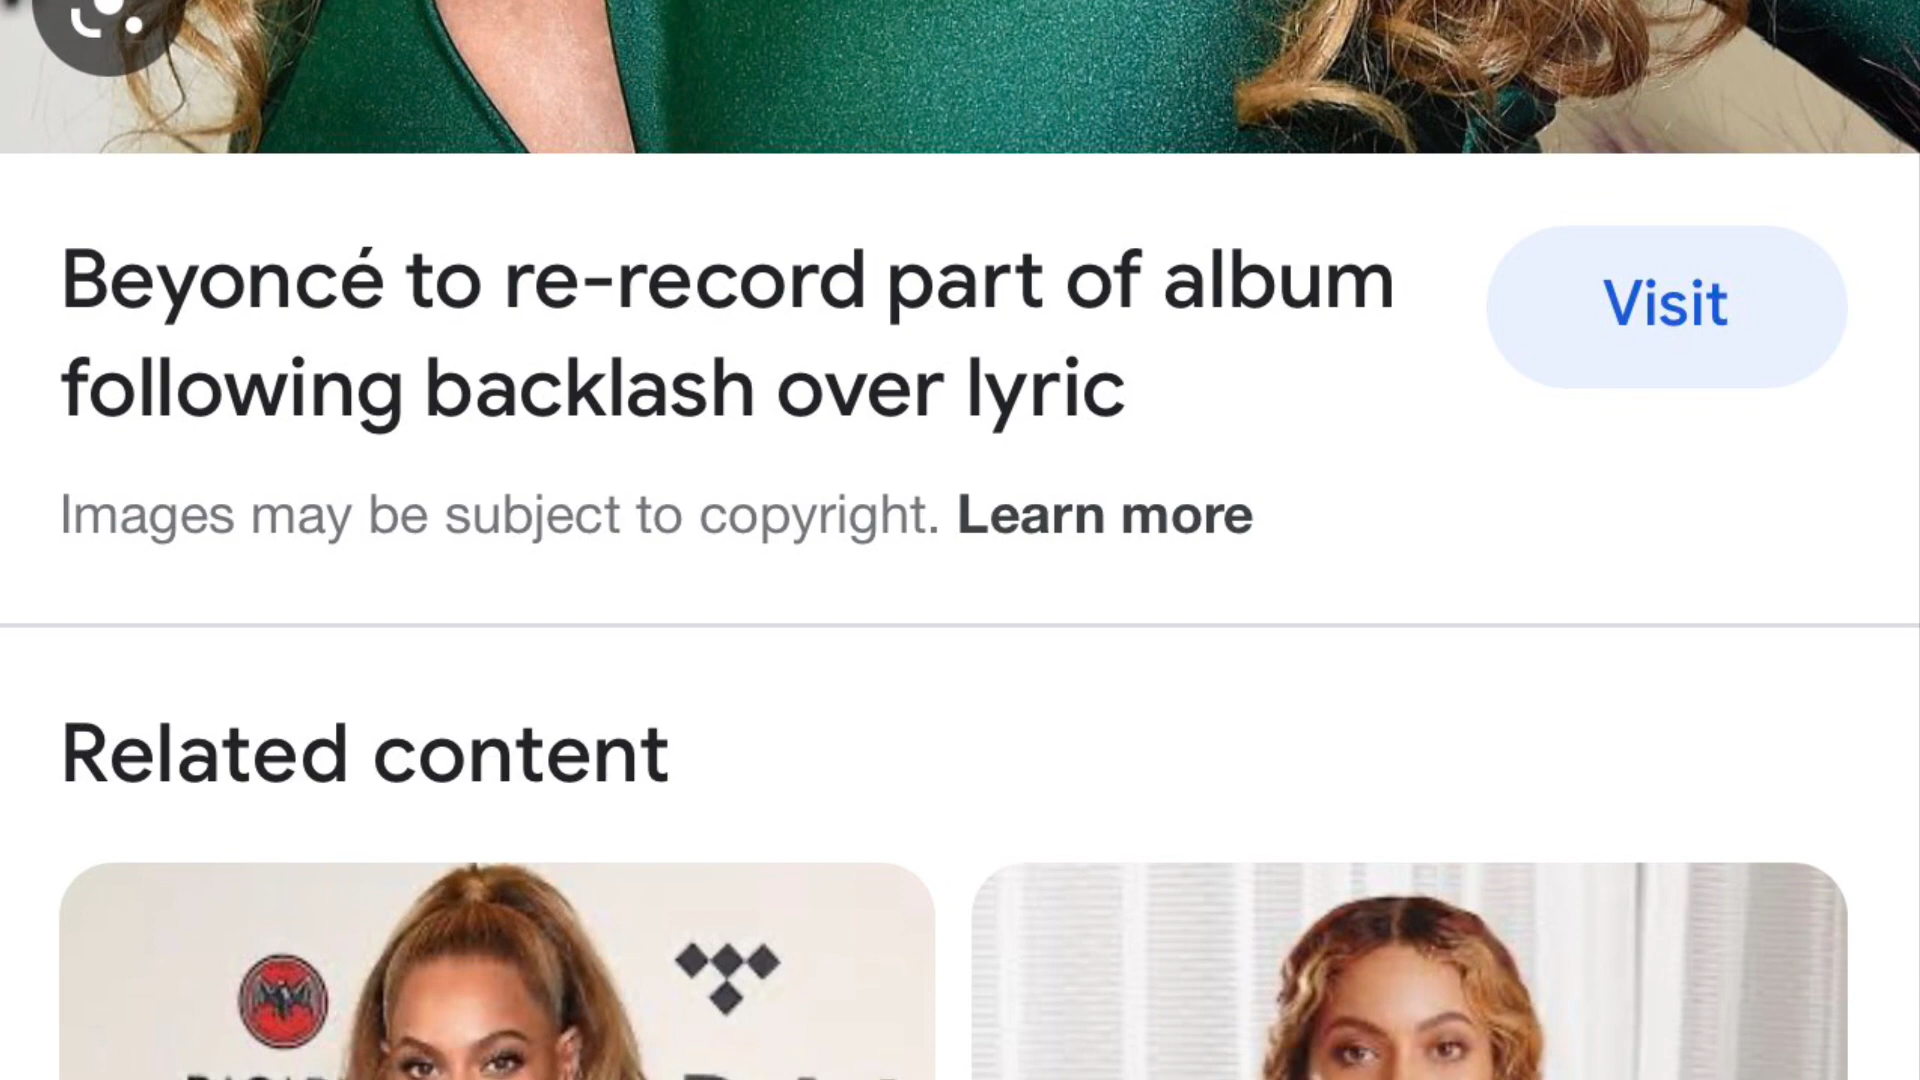 Beyoncé to re-record part of album
following backlash over lyric
Visit
Images may be subject to copyright. Learn more
Related content